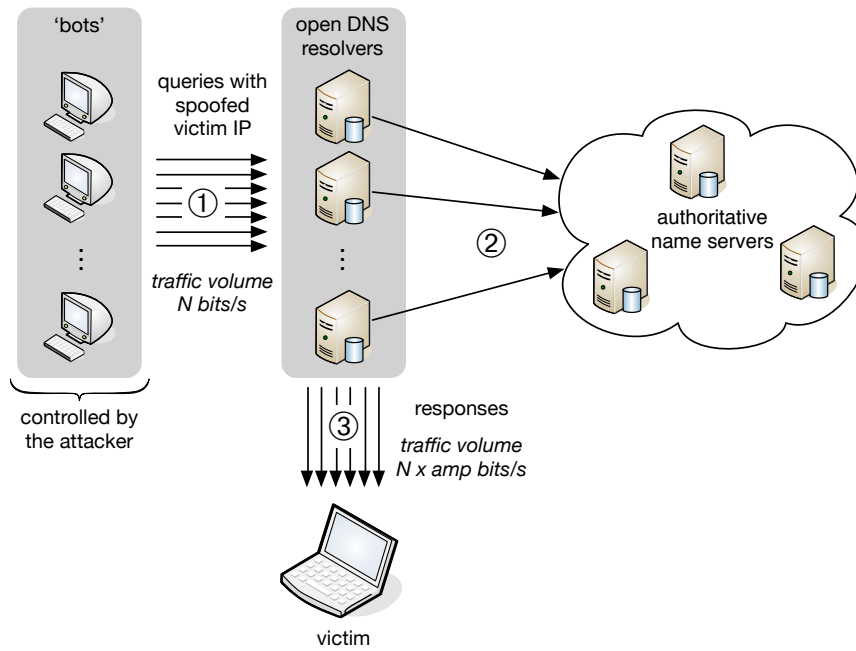 ‘bots’
open DNS
resolvers
queries with
spoofed
victim IP
①
traffic volume
N bits/s
②
authoritative
name servers
controlled by
the attacker
③
responses
traffic volume
N x amp bits/s
victim